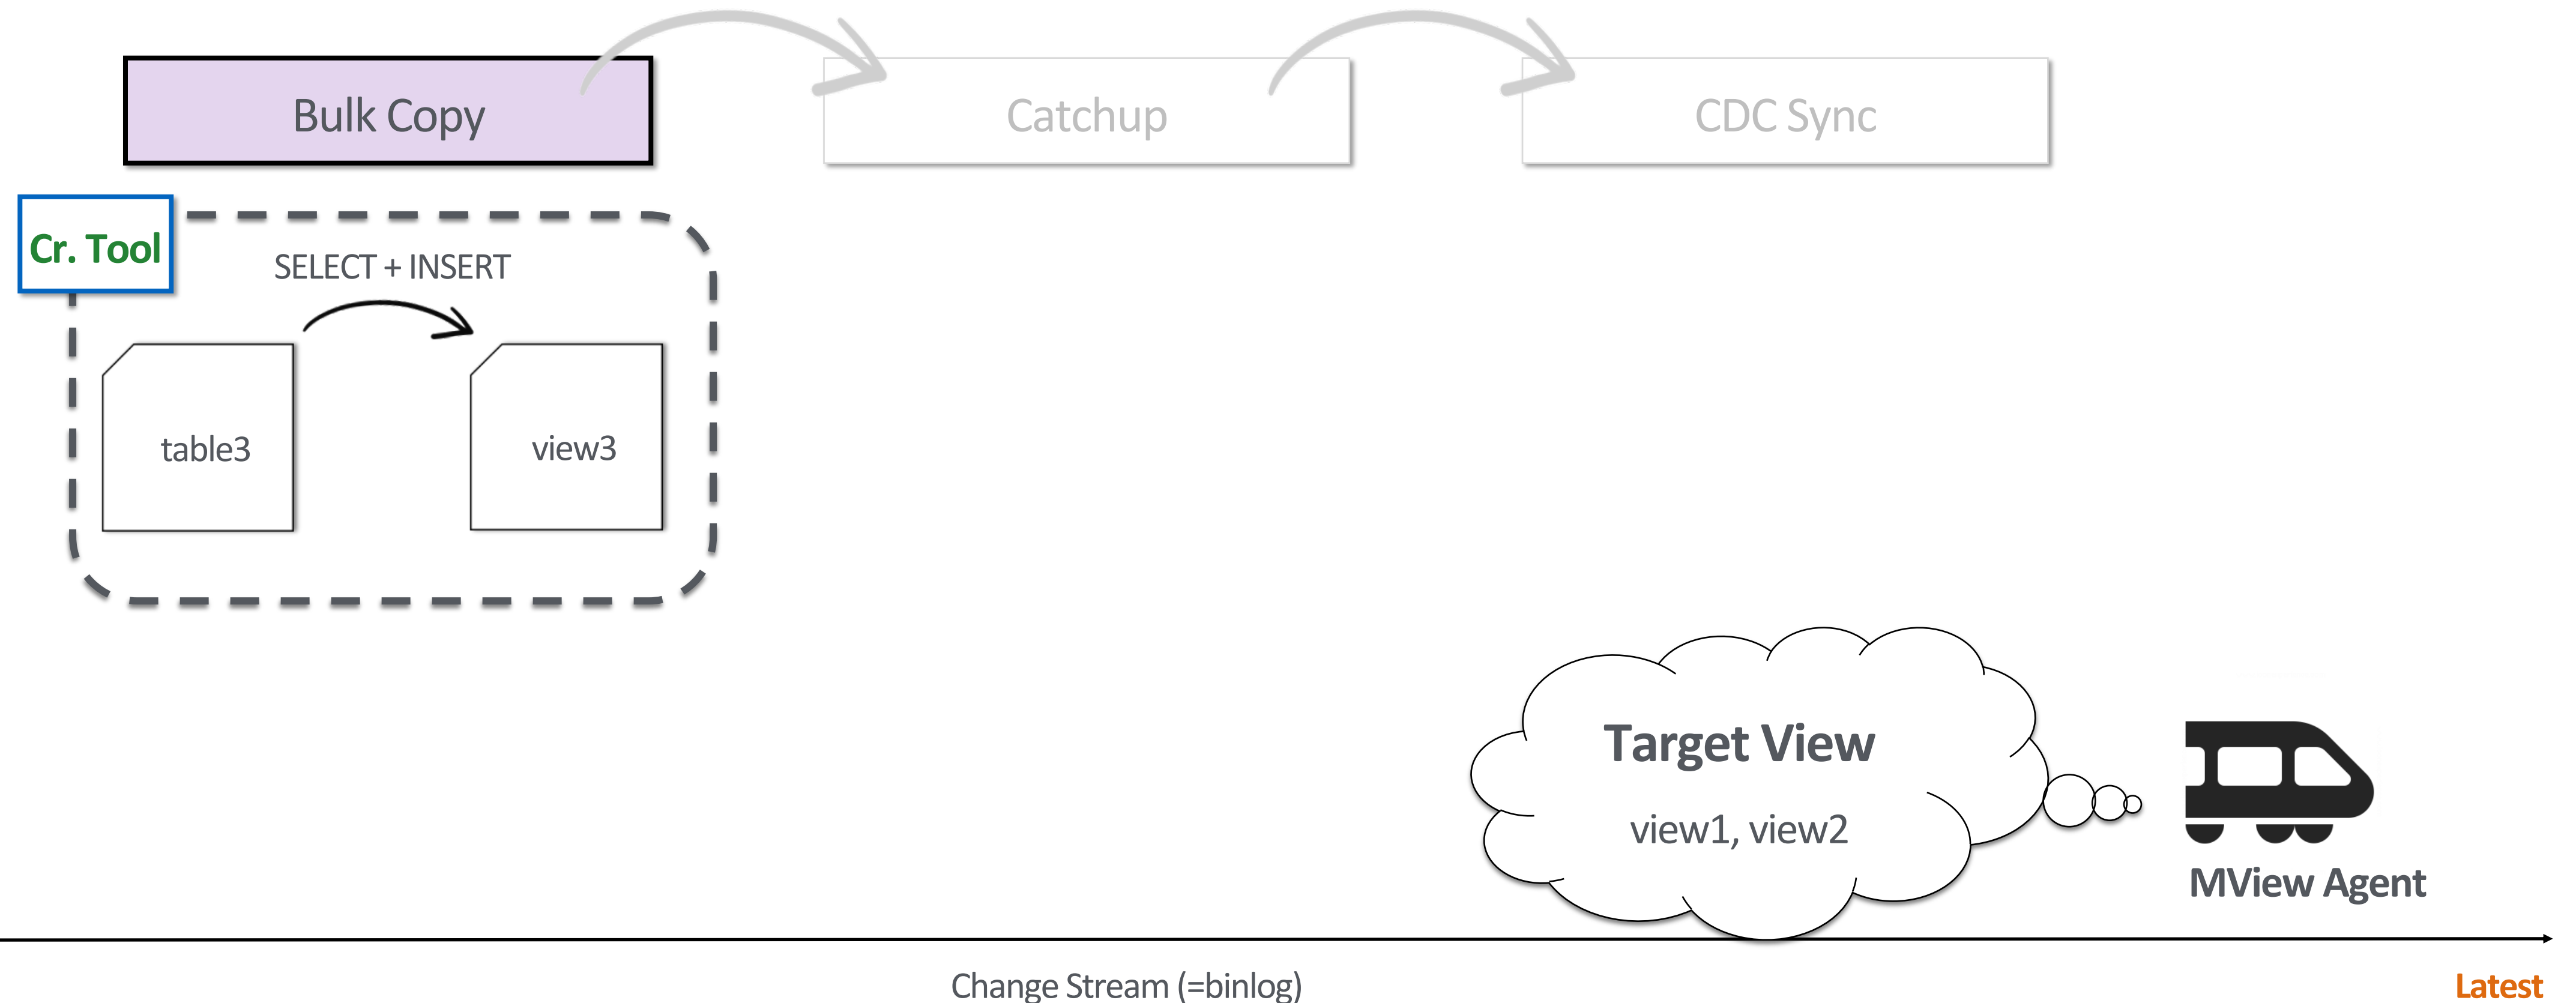 Bulk Copy
Catchup
CDC Sync
Cr. Tool
SELECT + INSERT
table3
view3
Target View
view1, view2
MView Agent
Change Stream (=binlog)
Latest